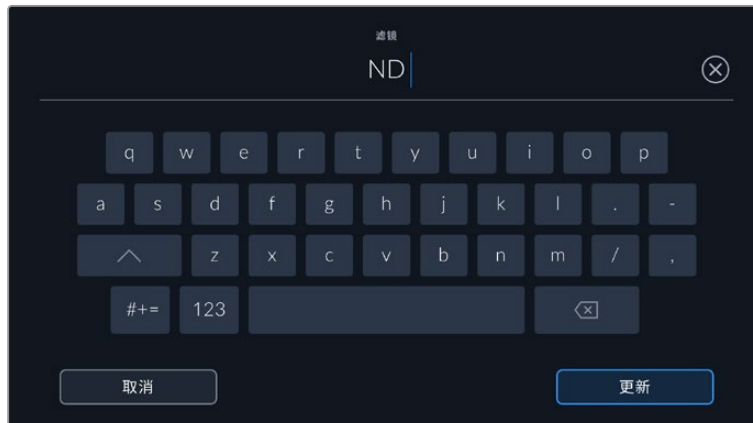 滤镜
ND
q w e r t y u i o p
a s d f g h j k l . -
z x c v b n m / ,
#+= 123
取消 更新